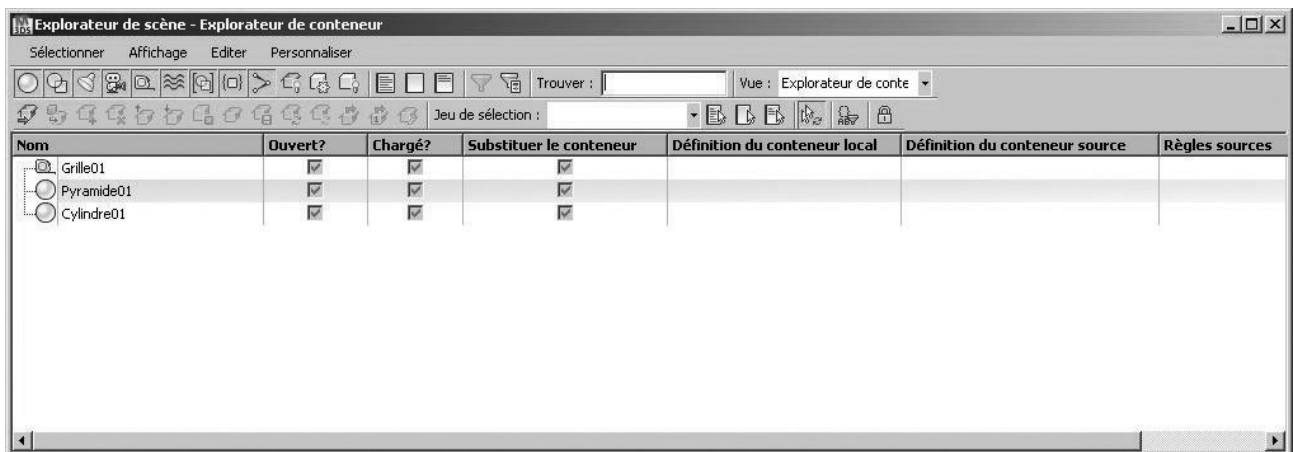 Explorateur de scène - Explorateur de conteneur
Sélectionner Affichage Editer Personnaliser
Trouver : Vue : Explorateur de conte
Jeu de sélection :
Nom Ouvert? Chargé? Substituer le conteneur Définition du conteneur local Définition du conteneur source Règles sources
Grille01
Pyramide01
Cylindre01